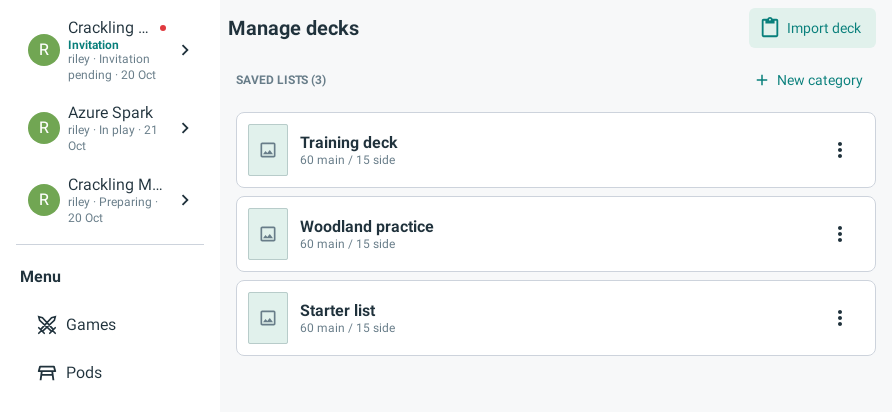 R
Crackling ...
Invitation
riley · Invitation
pending · 20 Oct
R
Azure Spark
riley · In play · 21
Oct
R
Crackling M...
riley · Preparing ·
20 Oct
Menu
Games
Pods
Manage decks
Import deck
SAVED LISTS (3)
New category
Training deck
60 main / 15 side
Woodland practice
60 main / 15 side
Starter list
60 main / 15 side